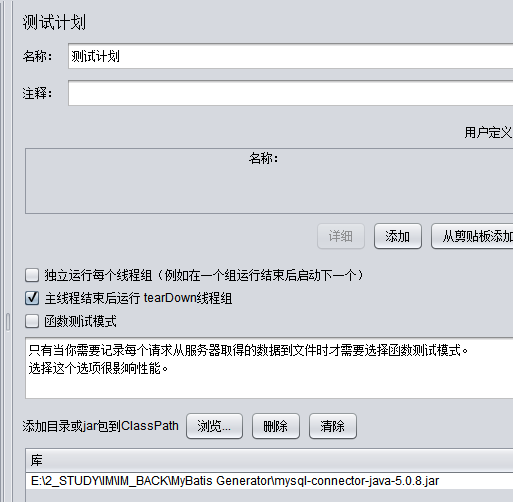 测试计划
名称： 测试计划
注释：
用户定义
名称：
详细 添加 从剪贴板添加
独立运行每个线程组（例如在一个组运行结束后启动下一个）
主线程结束后运行 tearDown线程组
函数测试模式
只有当你需要记录每个请求从服务器取得的数据到文件时才需要选择函数测试模式。
选择这个选项很影响性能。
添加目录或jar包到ClassPath 浏览... 删除 清除
库
E:\2_STUDY\IM\IM_BACK\MyBatis Generator\mysql-connector-java-5.0.8.jar